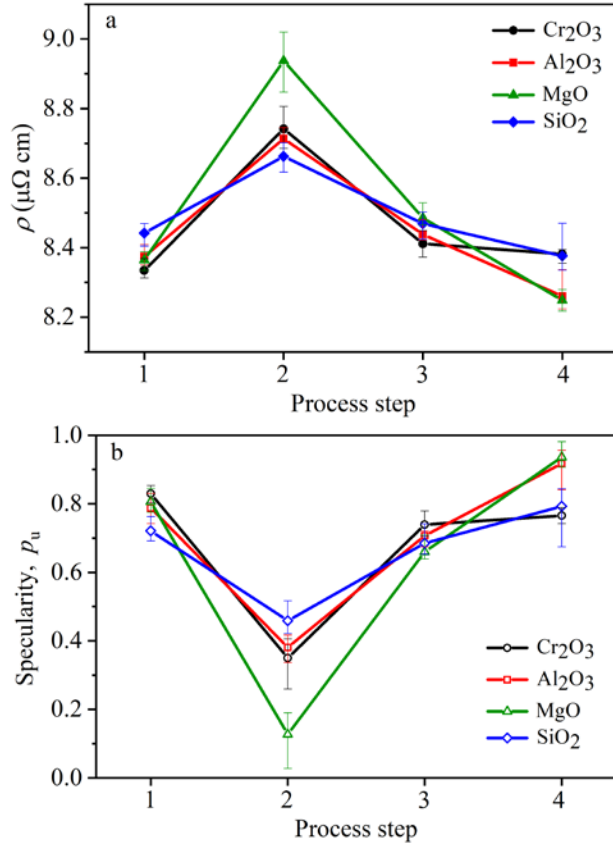 a
9.0
8.8
8.6
8.4
8.2
ρ (μΩ cm)
Cr₂O₃
Al₂O₃
MgO
SiO₂
1 2 3 4
Process step
b
1.0
0.8
0.6
0.4
0.2
0.0
Specularity, pᵤ
Cr₂O₃
Al₂O₃
MgO
SiO₂
1 2 3 4
Process step